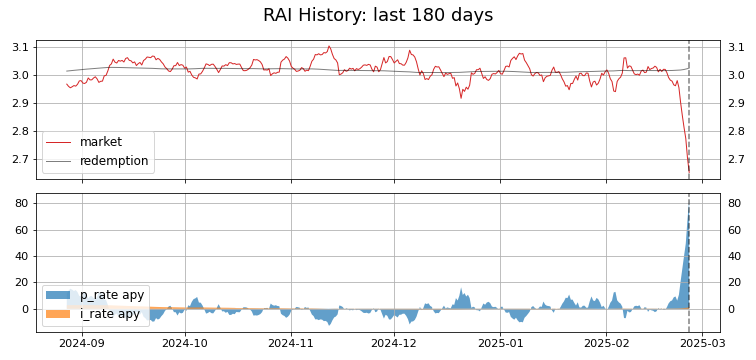 RAI History: last 180 days
3.1 3.1
3.0 3.0
2.9 2.9
2.8 2.8
2.7 2.7
market
redemption
80 80
60 60
40 40
20 20
0 0
p_rate apy
i_rate apy
2024-09 2024-10 2024-11 2024-12 2025-01 2025-02 2025-03